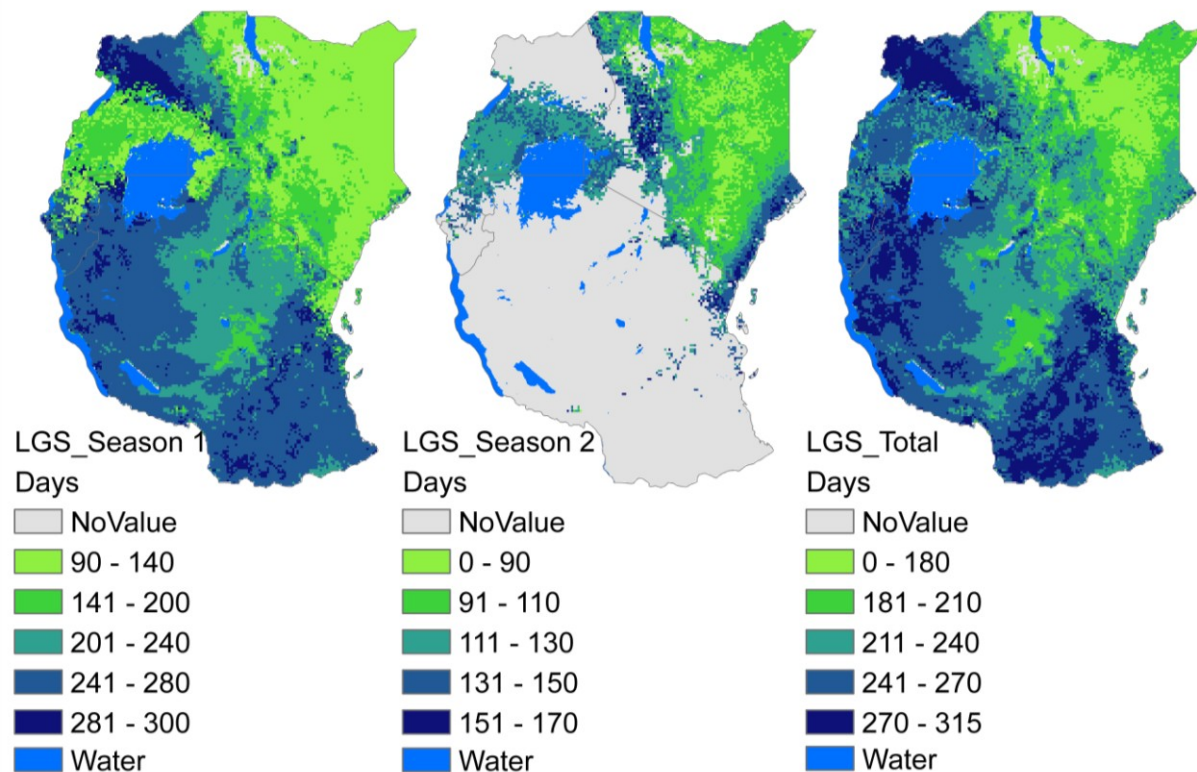 LGS_Season 1
Days
NoValue
90 - 140
141 - 200
201 - 240
241 - 280
281 - 300
Water
LGS_Season 2
Days
NoValue
0 - 90
91 - 110
111 - 130
131 - 150
151 - 170
Water
LGS_Total
Days
NoValue
0 - 180
181 - 210
211 - 240
241 - 270
270 - 315
Water